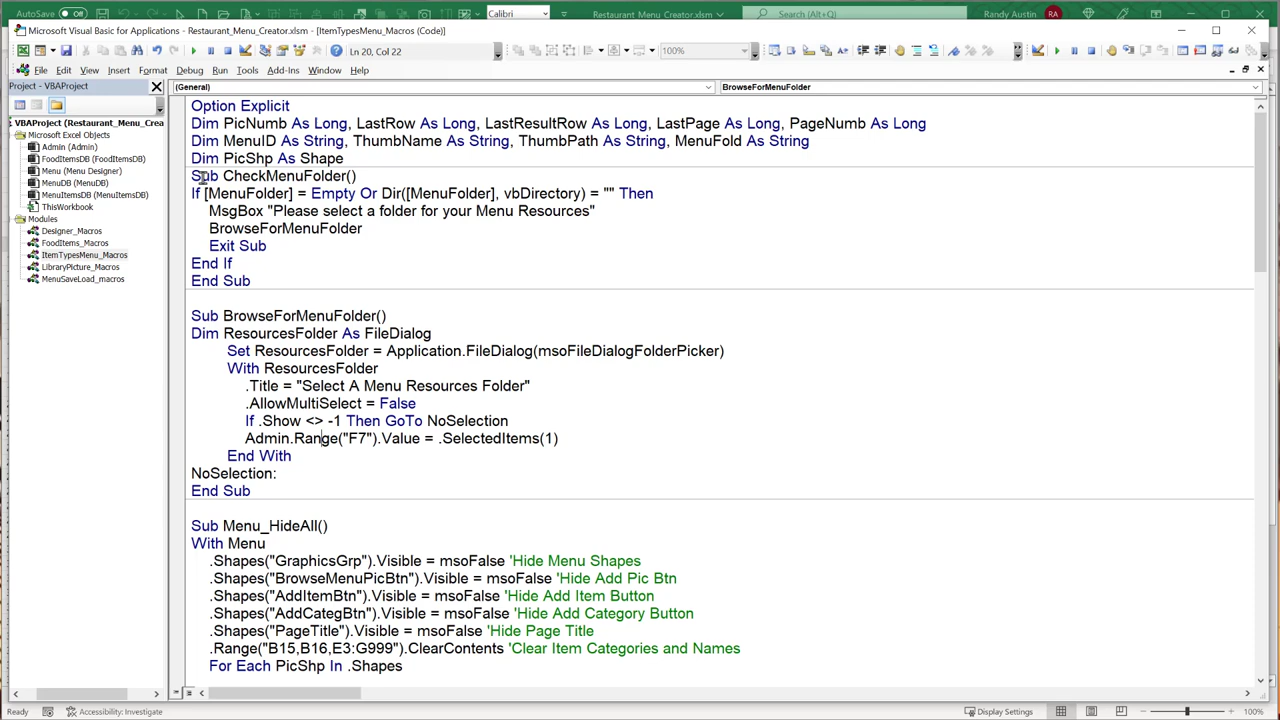 AutoSave Off
Calibri
Restaurant_Menu_Creator.xlsm
Search (Alt+Q)
Randy Austin
RA
Microsoft Visual Basic for Applications - Restaurant_Menu_Creator.xlsm - [ItemTypesMenu_Macros (Code)]
Ln 20, Col 22
100%
File Edit View Insert Format Debug Run Tools Add-Ins Window Help
Project - VBAProject
(General)
BrowseForMenuFolder
VBAProject (Restaurant_Menu_Crea
Microsoft Excel Objects
Admin (Admin)
FoodItemsDB (FoodItemsDB)
Menu (Menu Designer)
MenuDB (MenuDB)
MenuItemsDB (MenuItemsDB)
ThisWorkbook
Modules
Designer_Macros
FoodItems_Macros
ItemTypesMenu_Macros
LibraryPicture_Macros
MenuSaveLoad_macros
Option Explicit
Dim PicNumb As Long, LastRow As Long, LastResultRow As Long, LastPage As Long, PageNumb As Long
Dim MenuID As String, ThumbName As String, ThumbPath As String, MenuFold As String
Dim PicShp As Shape
Sub CheckMenuFolder()
If [MenuFolder] = Empty Or Dir([MenuFolder], vbDirectory) = "" Then
MsgBox "Please select a folder for your Menu Resources"
BrowseForMenuFolder
Exit Sub
End If
End Sub
Sub BrowseForMenuFolder()
Dim ResourcesFolder As FileDialog
Set ResourcesFolder = Application.FileDialog(msoFileDialogFolderPicker)
With ResourcesFolder
.Title = "Select A Menu Resources Folder"
.AllowMultiSelect = False
If .Show <> -1 Then GoTo NoSelection
Admin.Range("F7").Value = .SelectedItems(1)
End With
NoSelection:
End Sub
Sub Menu_HideAll()
With Menu
.Shapes("GraphicsGrp").Visible = msoFalse 'Hide Menu Shapes
.Shapes("BrowseMenuPicBtn").Visible = msoFalse 'Hide Add Pic Btn
.Shapes("AddItemBtn").Visible = msoFalse 'Hide Add Item Button
.Shapes("AddCategBtn").Visible = msoFalse 'Hide Add Category Button
.Shapes("PageTitle").Visible = msoFalse 'Hide Page Title
.Range("B15,B16,E3:G999").ClearContents 'Clear Item Categories and Names
For Each PicShp In .Shapes
Ready
Accessibility: Investigate
Display Settings
100%